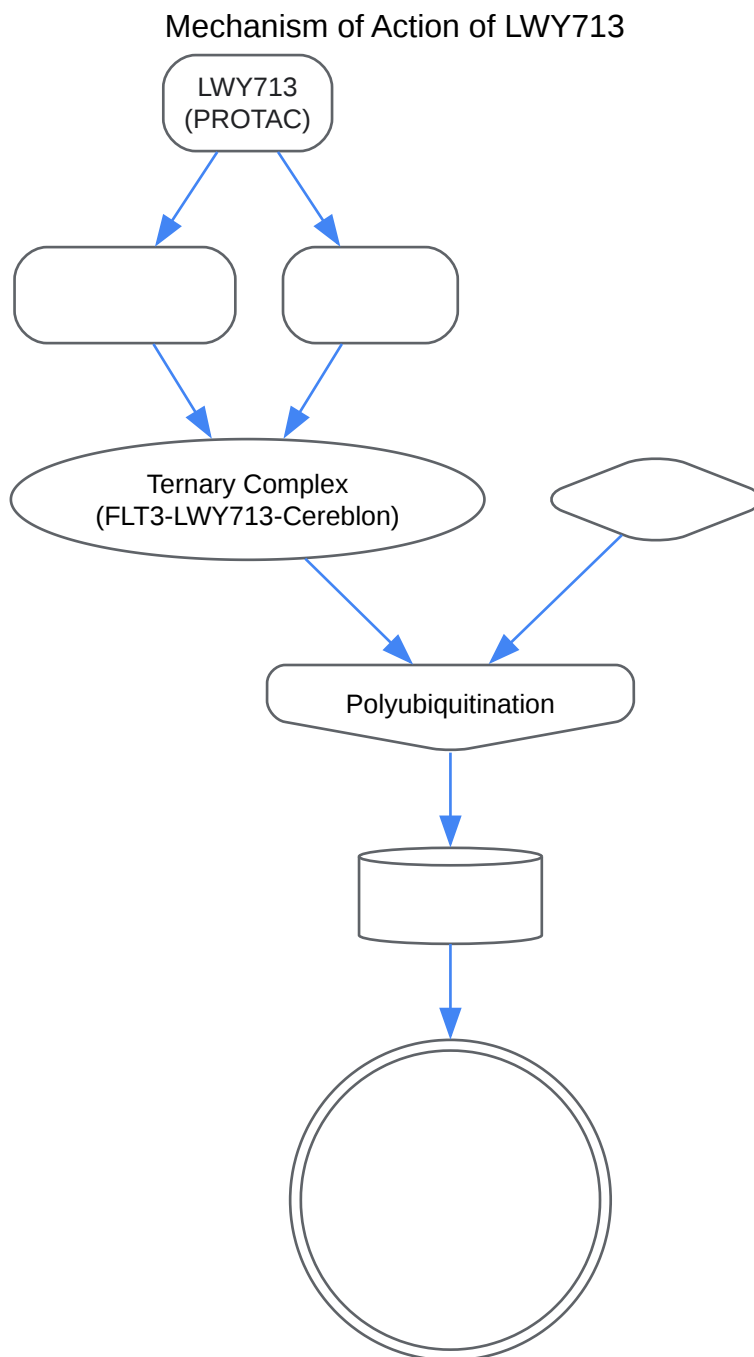 Mechanism of Action of LWY713
LWY713
(PROTAC)
Ternary Complex
(FLT3-LWY713-Cereblon)
Polyubiquitination